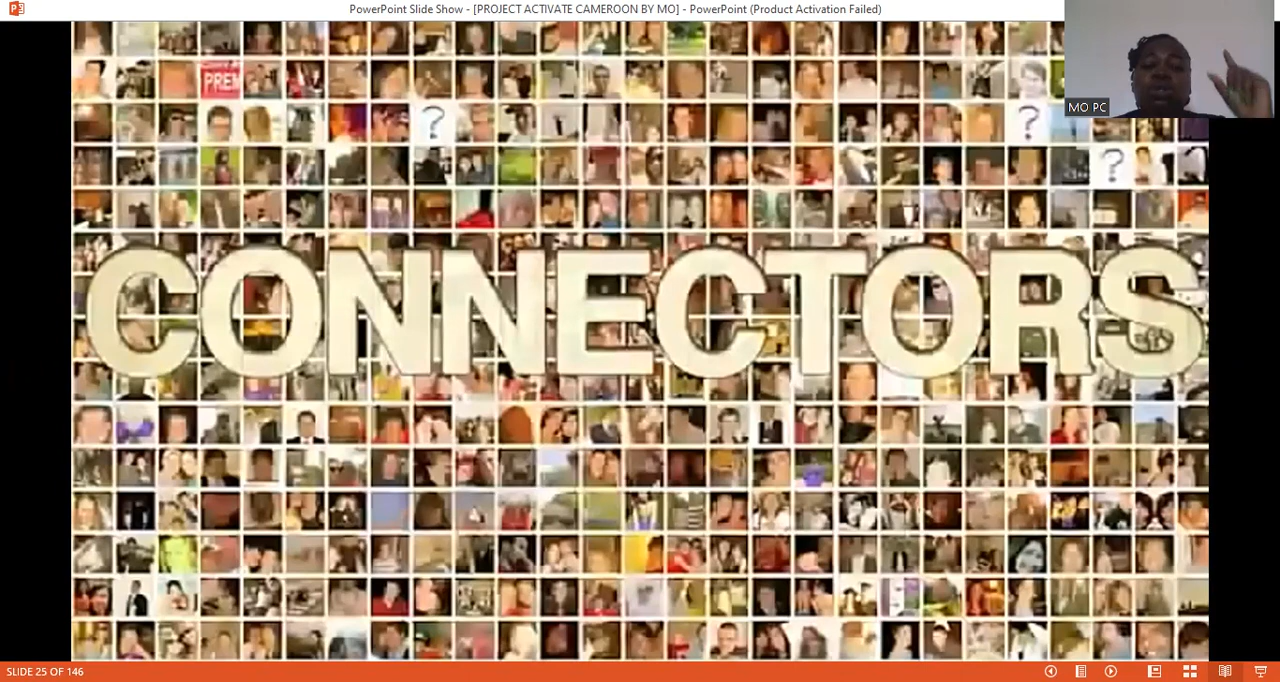 PowerPoint Slide Show - [PROJECT ACTIVATE CAMEROON BY MO] - PowerPoint (Product Activation Failed)
MO PC
PREM
?
?
?
CONNECTORS
SLIDE 25 OF 146